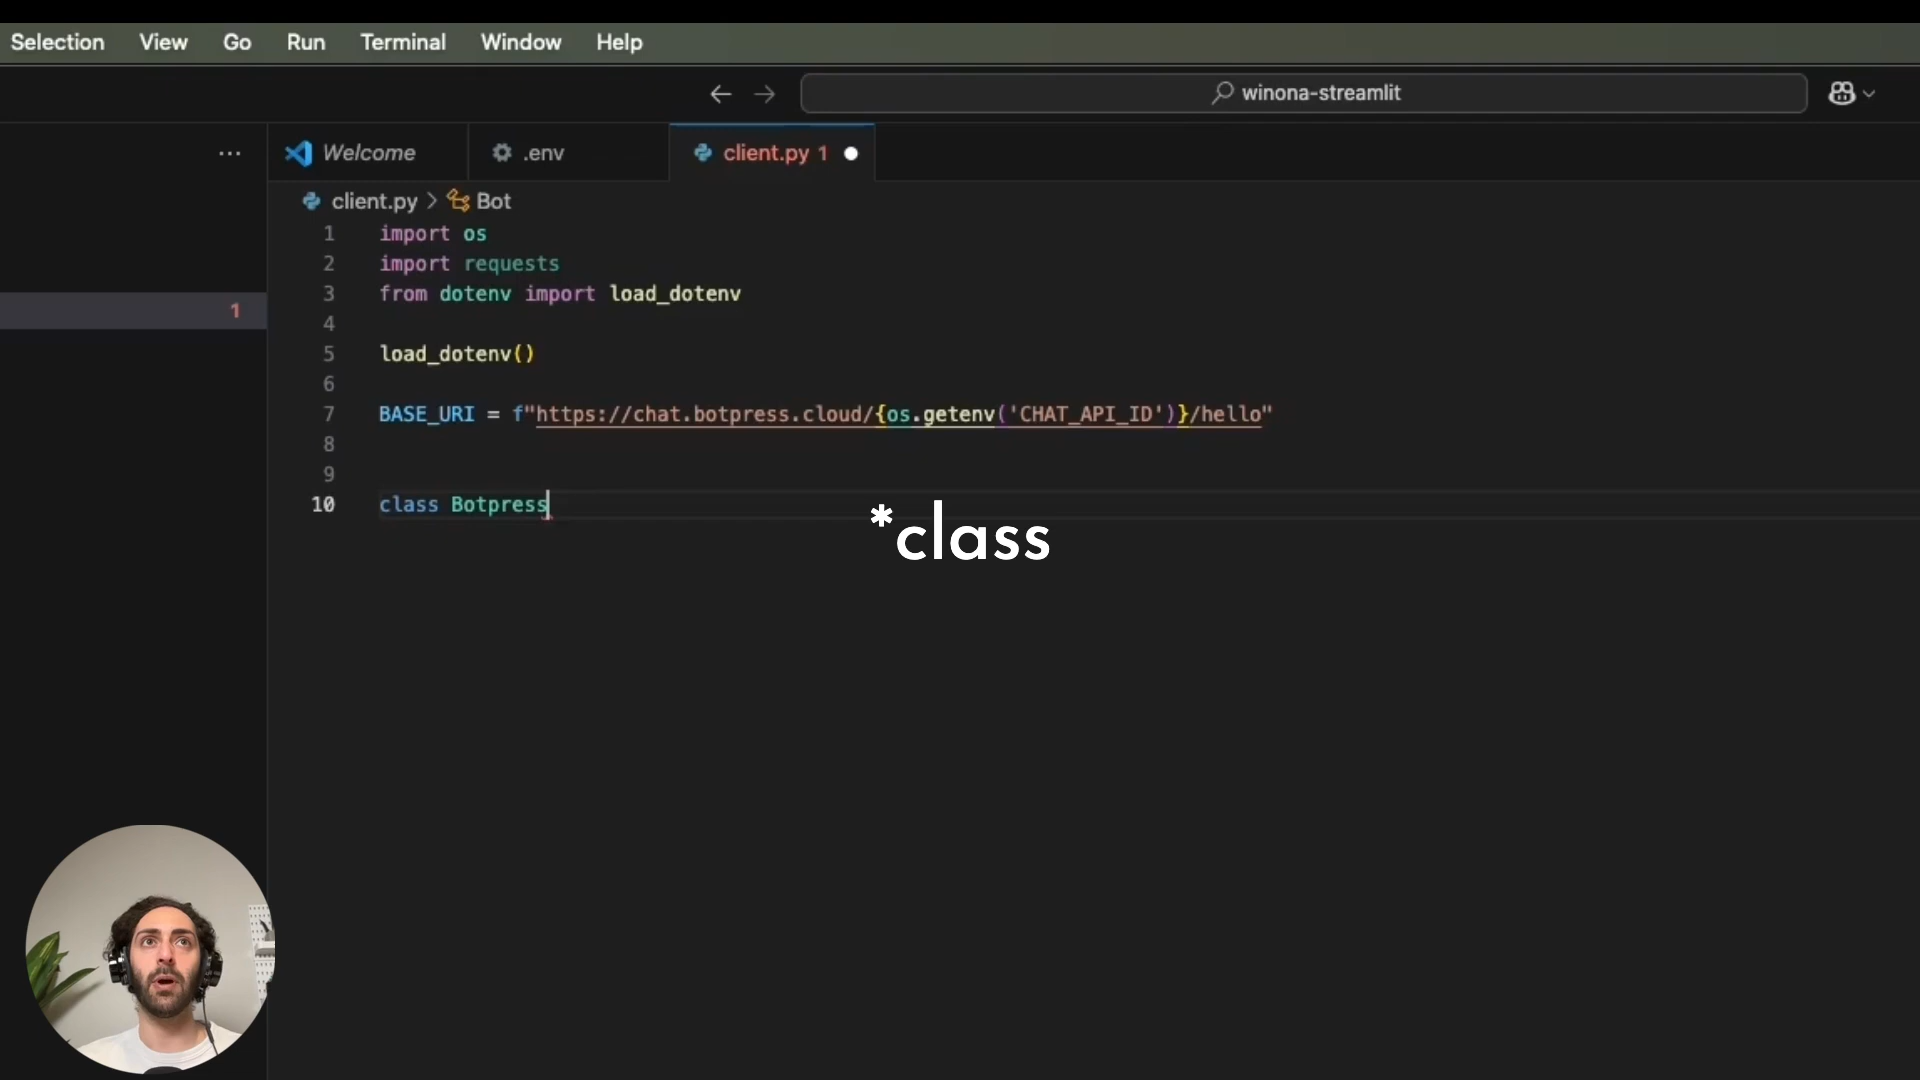 Selection View Go Run Terminal Window Help
winona-streamlit
... Welcome .env client.py 1
client.py > Bot
1 import os
2 import requests
1
3 from dotenv import load_dotenv
4
5 load_dotenv()
6
7 BASE_URI = f"https://chat.botpress.cloud/{os.getenv('CHAT_API_ID')}/hello"
8
9
10 class Botpress
*class